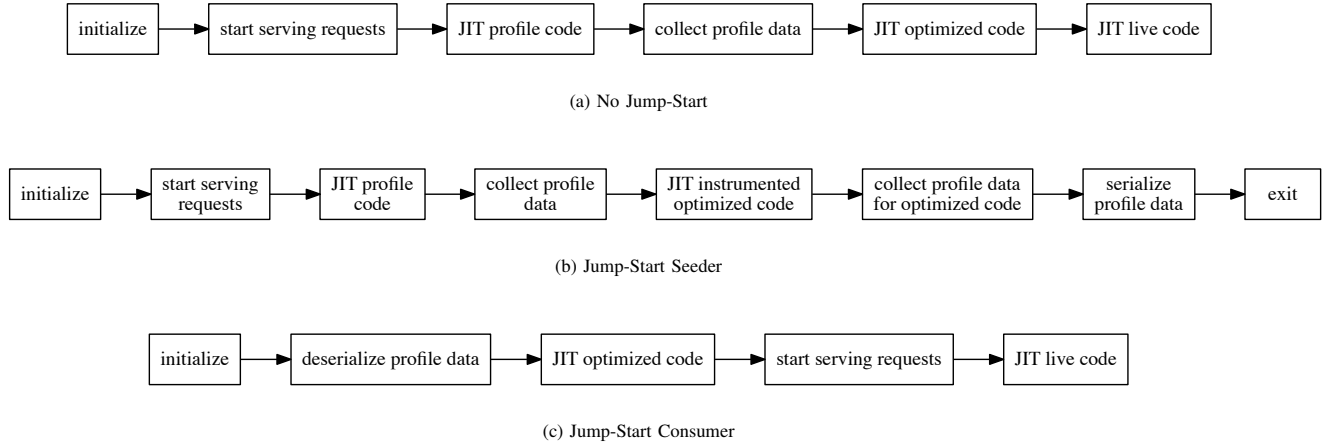 initialize
start serving requests
JIT profile code
collect profile data
JIT optimized code
JIT live code
(a) No Jump-Start
initialize
start serving
requests
JIT profile
code
collect profile
data
JIT instrumented
optimized code
collect profile data
for optimized code
serialize
profile data
exit
(b) Jump-Start Seeder
initialize
deserialize profile data
JIT optimized code
start serving requests
JIT live code
(c) Jump-Start Consumer